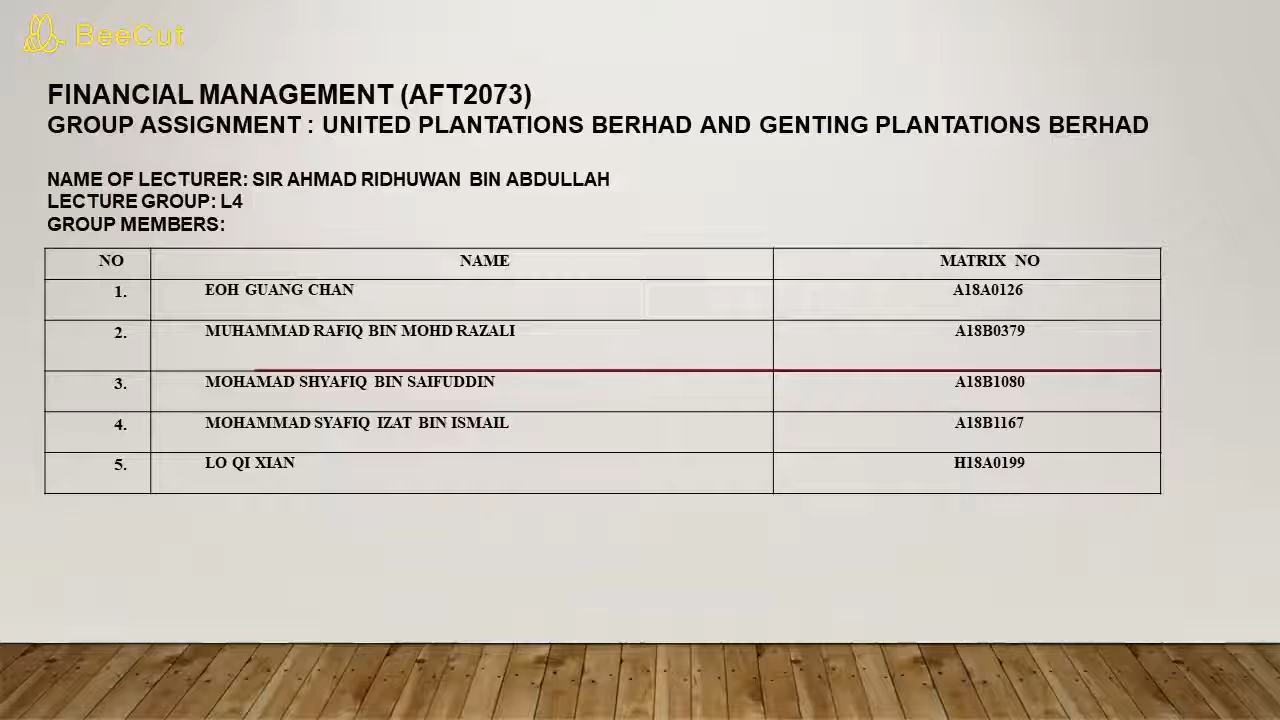 BeeCut
FINANCIAL MANAGEMENT (AFT2073)
GROUP ASSIGNMENT : UNITED PLANTATIONS BERHAD AND GENTING PLANTATIONS BERHAD
NAME OF LECTURER: SIR AHMAD RIDHUWAN BIN ABDULLAH
LECTURE GROUP: L4
GROUP MEMBERS:
NO NAME MATRIX NO
1. EOH GUANG CHAN A18A0126
2. MUHAMMAD RAFIQ BIN MOHD RAZALI A18B0379
3. MOHAMAD SHYAFIQ BIN SAIFUDDIN A18B1080
4. MOHAMMAD SYAFIQ IZAT BIN ISMAIL A18B1167
5. LO QI XIAN H18A0199